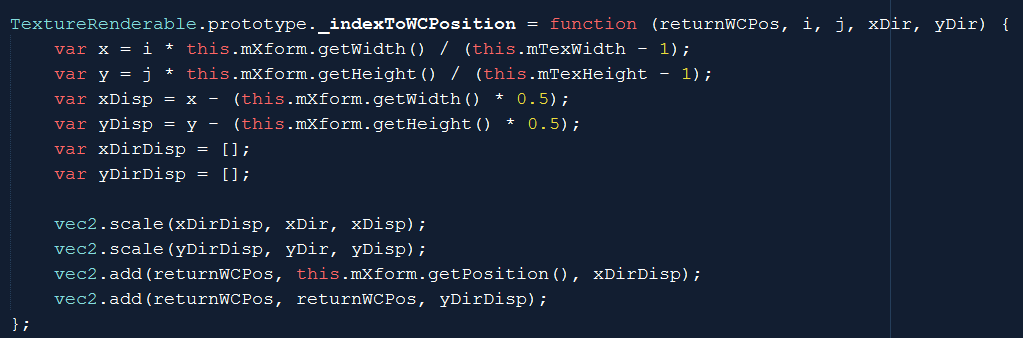 TextureRenderable.prototype._indexToWCPosition = function (returnWCPos, i, j, xDir, yDir) {
    var x = i * this.mXform.getWidth() / (this.mTexWidth - 1);
    var y = j * this.mXform.getHeight() / (this.mTexHeight - 1);
    var xDisp = x - (this.mXform.getWidth() * 0.5);
    var yDisp = y - (this.mXform.getHeight() * 0.5);
    var xDirDisp = [];
    var yDirDisp = [];

    vec2.scale(xDirDisp, xDir, xDisp);
    vec2.scale(yDirDisp, yDir, yDisp);
    vec2.add(returnWCPos, this.mXform.getPosition(), xDirDisp);
    vec2.add(returnWCPos, returnWCPos, yDirDisp);
};